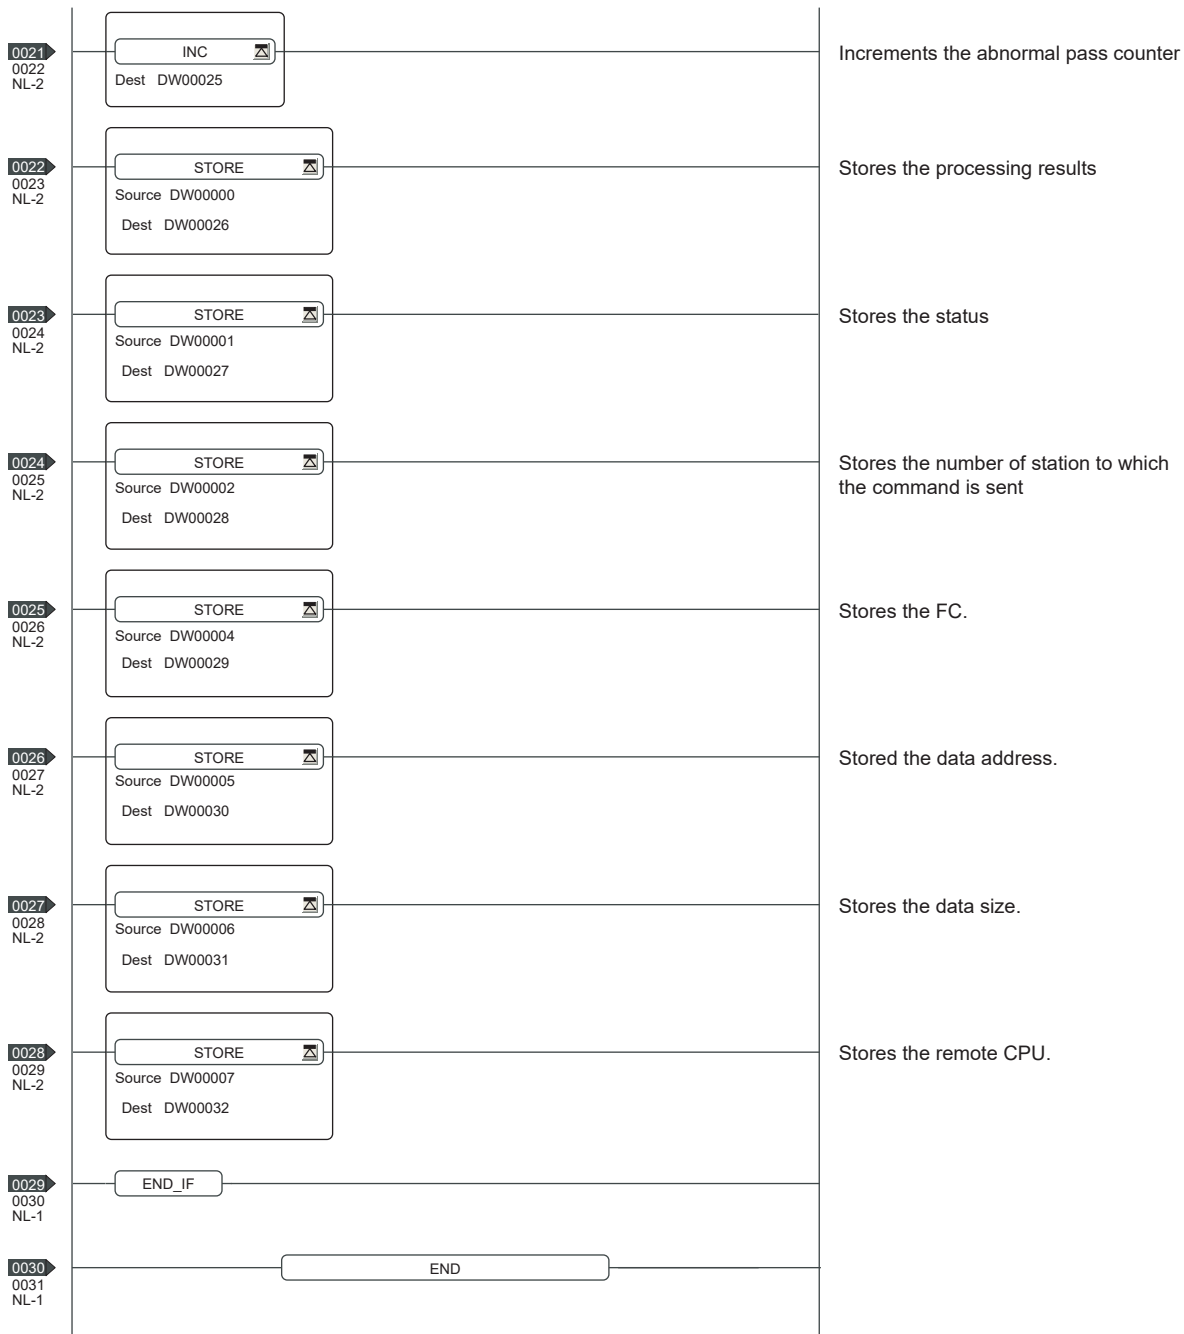 0021
0022
NL-2
INC
Dest DW00025
Increments the abnormal pass counter
0022
0023
NL-2
STORE
Source DW00000
Dest DW00026
Stores the processing results
0023
0024
NL-2
STORE
Source DW00001
Dest DW00027
Stores the status
0024
0025
NL-2
STORE
Source DW00002
Dest DW00028
Stores the number of station to which
the command is sent
0025
0026
NL-2
STORE
Source DW00004
Dest DW00029
Stores the FC.
0026
0027
NL-2
STORE
Source DW00005
Dest DW00030
Stored the data address.
0027
0028
NL-2
STORE
Source DW00006
Dest DW00031
Stores the data size.
0028
0029
NL-2
STORE
Source DW00007
Dest DW00032
Stores the remote CPU.
0029
0030
NL-1
END_IF
0030
0031
NL-1
END